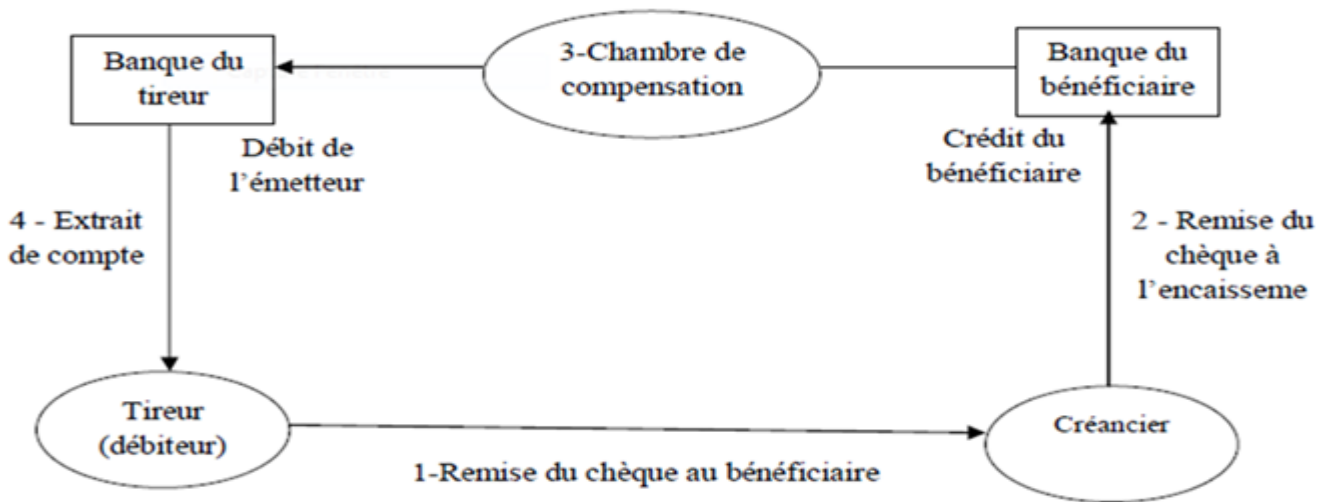 Banque du
tireur
3-Chambre de
compensation
Banque du
bénéficiaire
Débit de
l'émetteur
Crédit du
bénéficiaire
4 - Extrait
de compte
2 - Remise du
chèque à
l'encaisseme
Tireur
(débiteur)
Créancier
1-Remise du chèque au bénéficiaire